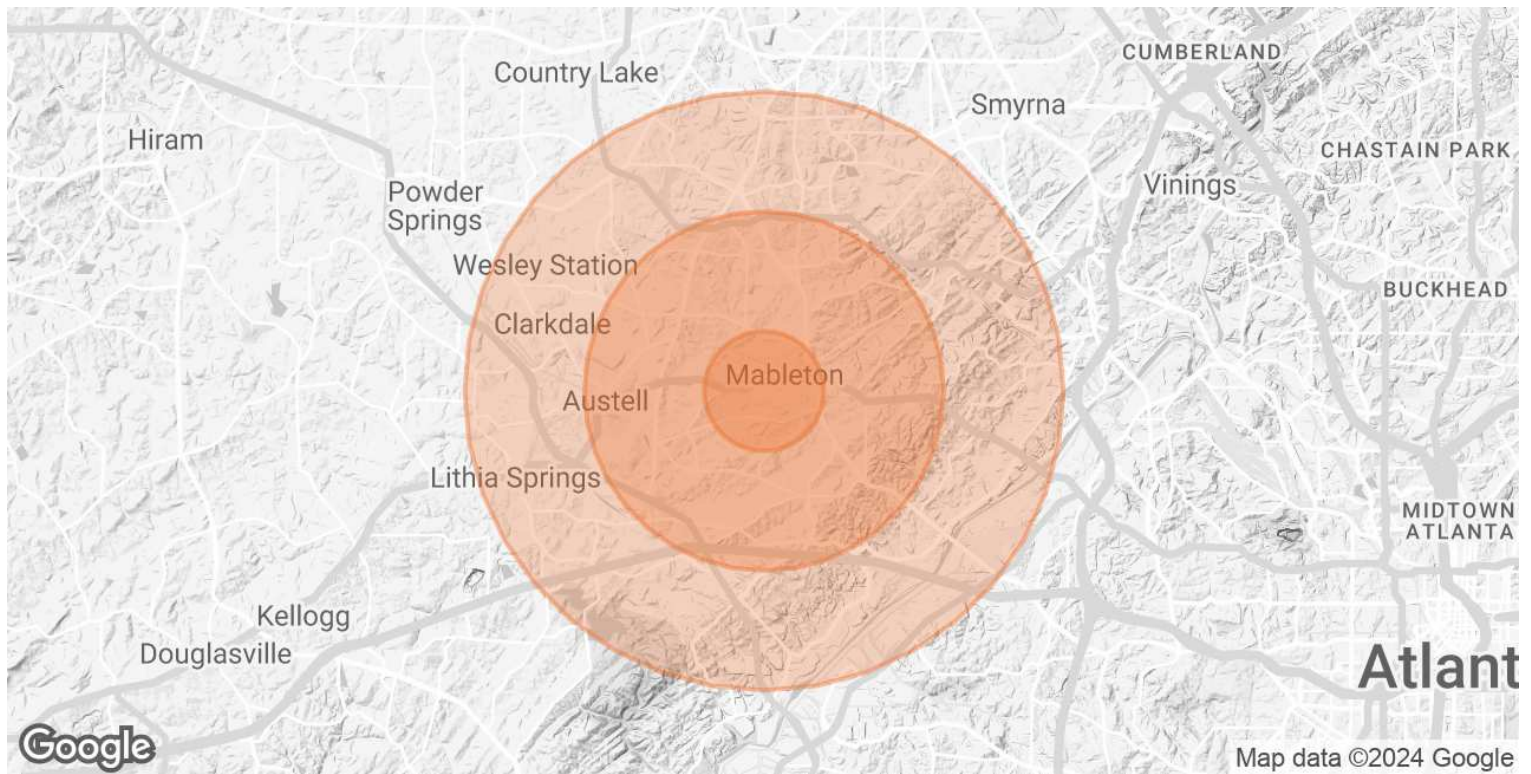 CUMBERLAND
Country Lake
Smyrna
Hiram
CHASTAIN PARK
Powder
Springs
Vinings
Wesley Station
BUCKHEAD
Clarkdale
Mableton
Austell
Lithia Springs
MIDTOWN
ATLANTA
Kellogg
Douglasville
Atlant
Google
Map data ©2024 Google